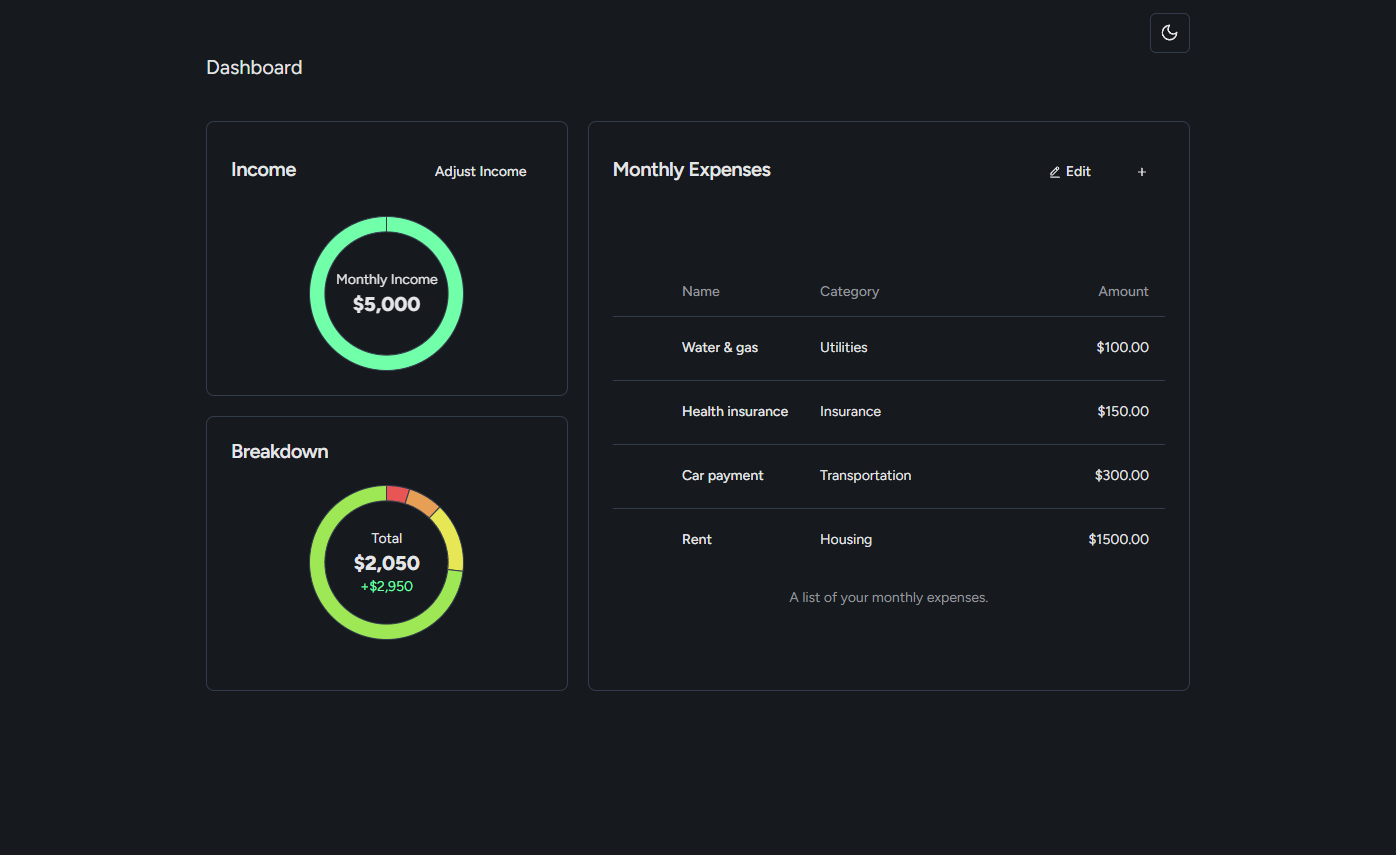 Dashboard
Income
Adjust Income
Monthly Income
$5,000
Breakdown
Total
$2,050
+$2,950
Monthly Expenses
Edit
+
Name Category Amount
Water & gas Utilities $100.00
Health insurance Insurance $150.00
Car payment Transportation $300.00
Rent Housing $1500.00
A list of your monthly expenses.